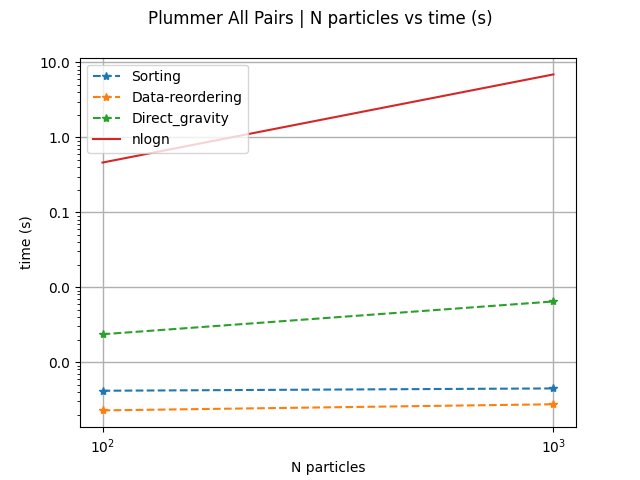 Plummer All Pairs | N particles vs time (s)
10.0
1.0
0.1
0.0
0.0
time (s)
Sorting
Data-reordering
Direct_gravity
nlogn
10²
10³
N particles